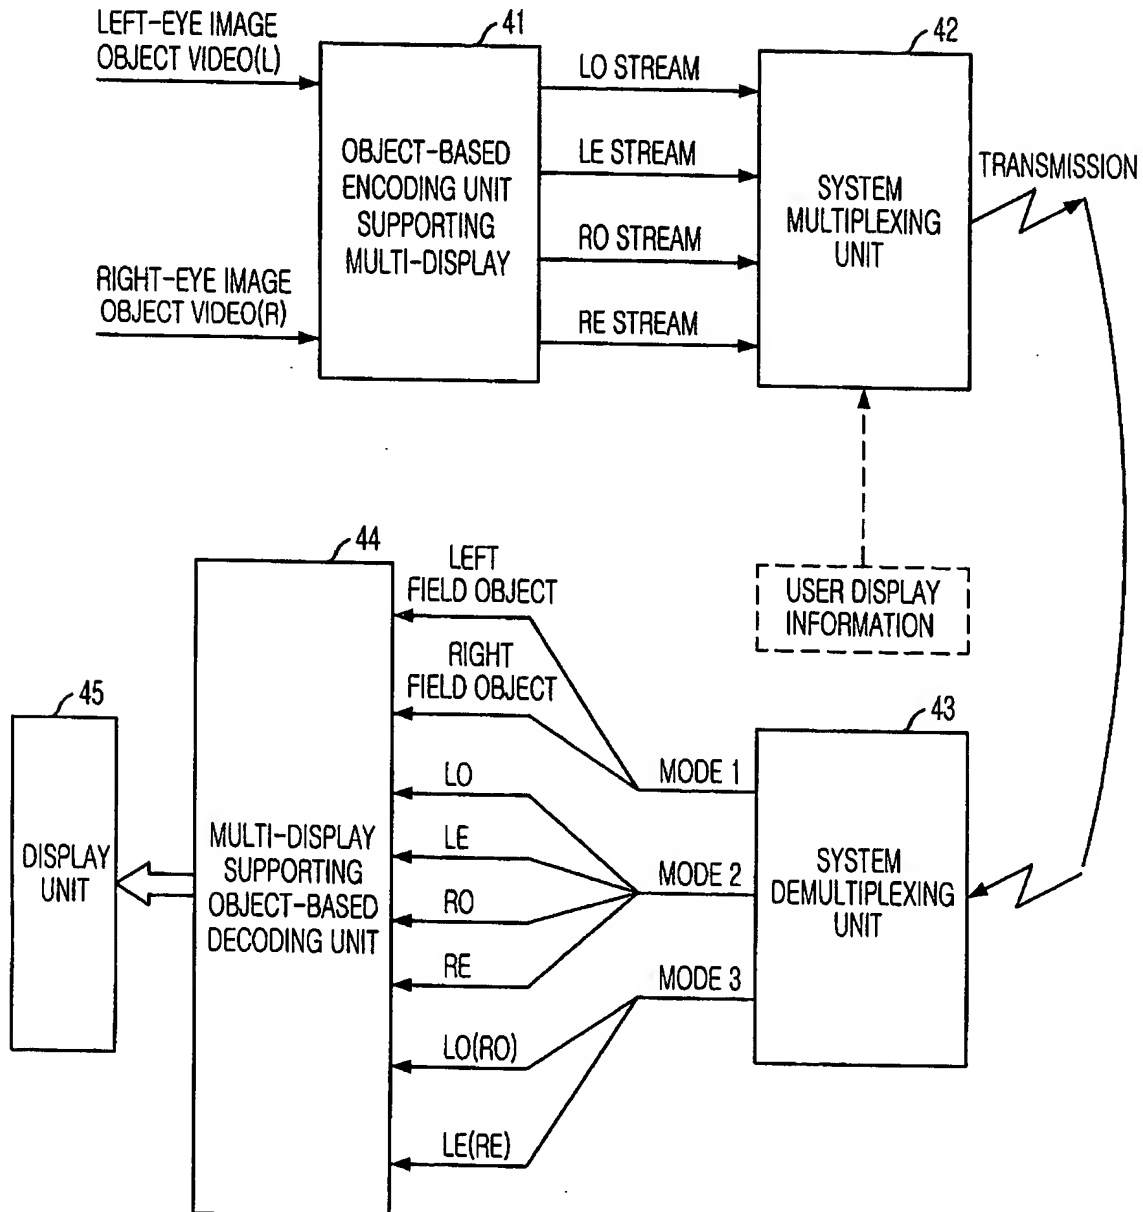 LEFT-EYE IMAGE
OBJECT VIDEO(L)
41
42
LO STREAM
LE STREAM
RO STREAM
RE STREAM
OBJECT-BASED
ENCODING UNIT
SUPPORTING
MULTI-DISPLAY
SYSTEM
MULTIPLEXING
UNIT
TRANSMISSION
RIGHT-EYE IMAGE
OBJECT VIDEO(R)
USER DISPLAY
INFORMATION
44
LEFT
FIELD OBJECT
RIGHT
FIELD OBJECT
45
43
LO
LE
RO
RE
LO(RO)
LE(RE)
MODE 1
MODE 2
MODE 3
DISPLAY
UNIT
MULTI-DISPLAY
SUPPORTING
OBJECT-BASED
DECODING UNIT
SYSTEM
DEMULTIPLEXING
UNIT